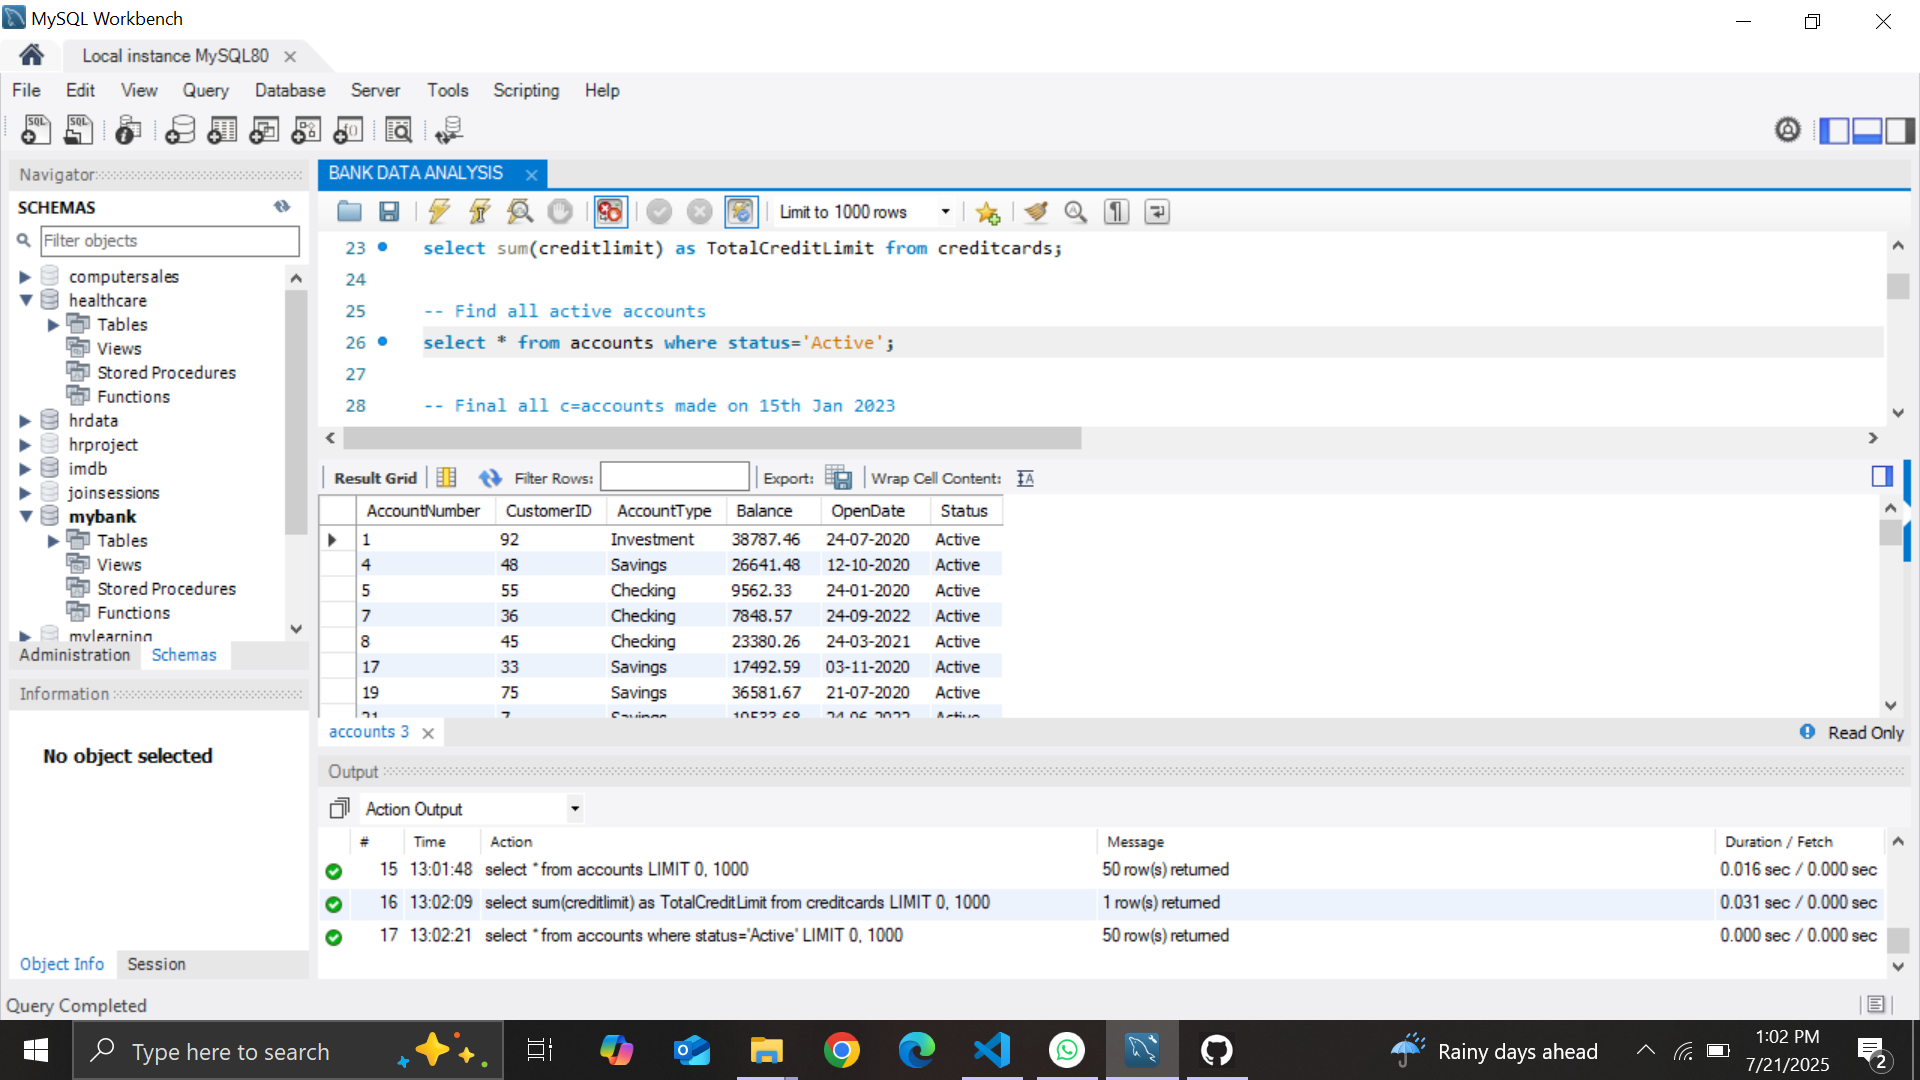 MySQL Workbench
Local instance MySQL80
File Edit View Query Database Server Tools Scripting Help
Navigator
SCHEMAS
Filter objects
computersales
healthcare
Tables
Views
Stored Procedures
Functions
hrdata
hrproject
imdb
joinsessions
mybank
Tables
Views
Stored Procedures
Functions
mylearning
Administration Schemas
Information
No object selected
Object Info Session
BANK DATA ANALYSIS
Limit to 1000 rows
23 select sum(creditlimit) as TotalCreditLimit from creditcards;
24
25 -- Find all active accounts
26 select * from accounts where status='Active';
27
28 -- Final all c=accounts made on 15th Jan 2023
Result Grid Filter Rows: Export: Wrap Cell Content:
AccountNumber CustomerID AccountType Balance OpenDate Status
1 92 Investment 38787.46 24-07-2020 Active
4 48 Savings 26641.48 12-10-2020 Active
5 55 Checking 9562.33 24-01-2020 Active
7 36 Checking 7848.57 24-09-2022 Active
8 45 Checking 23380.26 24-03-2021 Active
17 33 Savings 17492.59 03-11-2020 Active
19 75 Savings 36581.67 21-07-2020 Active
21 7 Savings 19533.68 24-06-2022 Active
accounts 3
Read Only
Output
Action Output
# Time Action Message Duration / Fetch
15 13:01:48 select * from accounts LIMIT 0, 1000 50 row(s) returned 0.016 sec / 0.000 sec
16 13:02:09 select sum(creditlimit) as TotalCreditLimit from creditcards LIMIT 0, 1000 1 row(s) returned 0.031 sec / 0.000 sec
17 13:02:21 select * from accounts where status='Active' LIMIT 0, 1000 50 row(s) returned 0.000 sec / 0.000 sec
Query Completed
Type here to search
Rainy days ahead
1:02 PM
7/21/2025
2